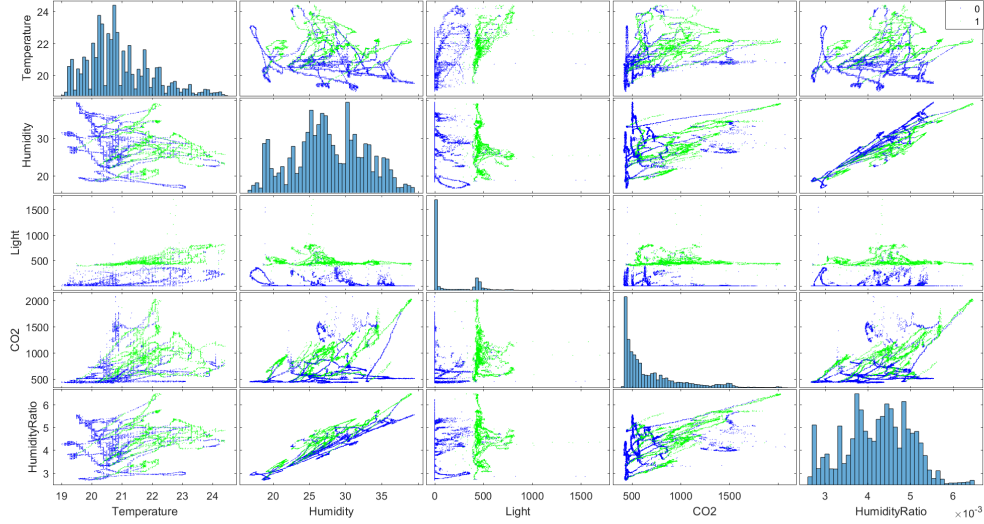 0
1
Temperature
24
22
20
Humidity
30
20
Light
1500
1000
500
CO2
2000
1500
1000
500
HumidityRatio
6
5
4
3
19 20 21 22 23 24
20 25 30 35
0 500 1000 1500
500 1000 1500
3 4 5 6
Temperature Humidity Light CO2 HumidityRatio ×10⁻³